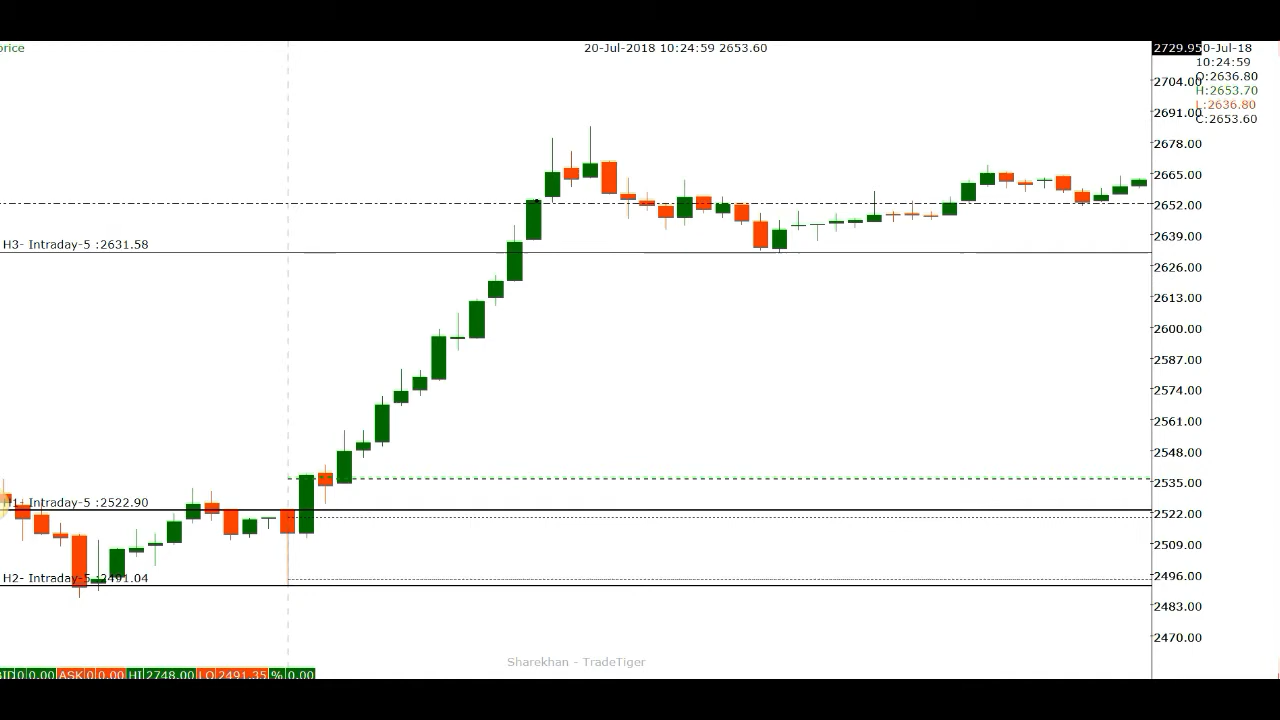 price
20-Jul-2018 10:24:59 2653.60
2729.95
0-Jul-18
10:24:59
O:2636.80
H:2653.70
L:2636.80
C:2653.60
2704.00
2691.00
2678.00
2665.00
2652.00
2639.00
2626.00
2613.00
2600.00
2587.00
2574.00
2561.00
2548.00
2535.00
2522.00
2509.00
2496.00
2483.00
2470.00
H3- Intraday-5 :2631.58
H1- Intraday-5 :2522.90
H2- Intraday-5 :2491.04
Sharekhan - TradeTiger
BID 0 0.00 ASK 0 0.00 HI 2748.00 LO 2491.35 % 0.00